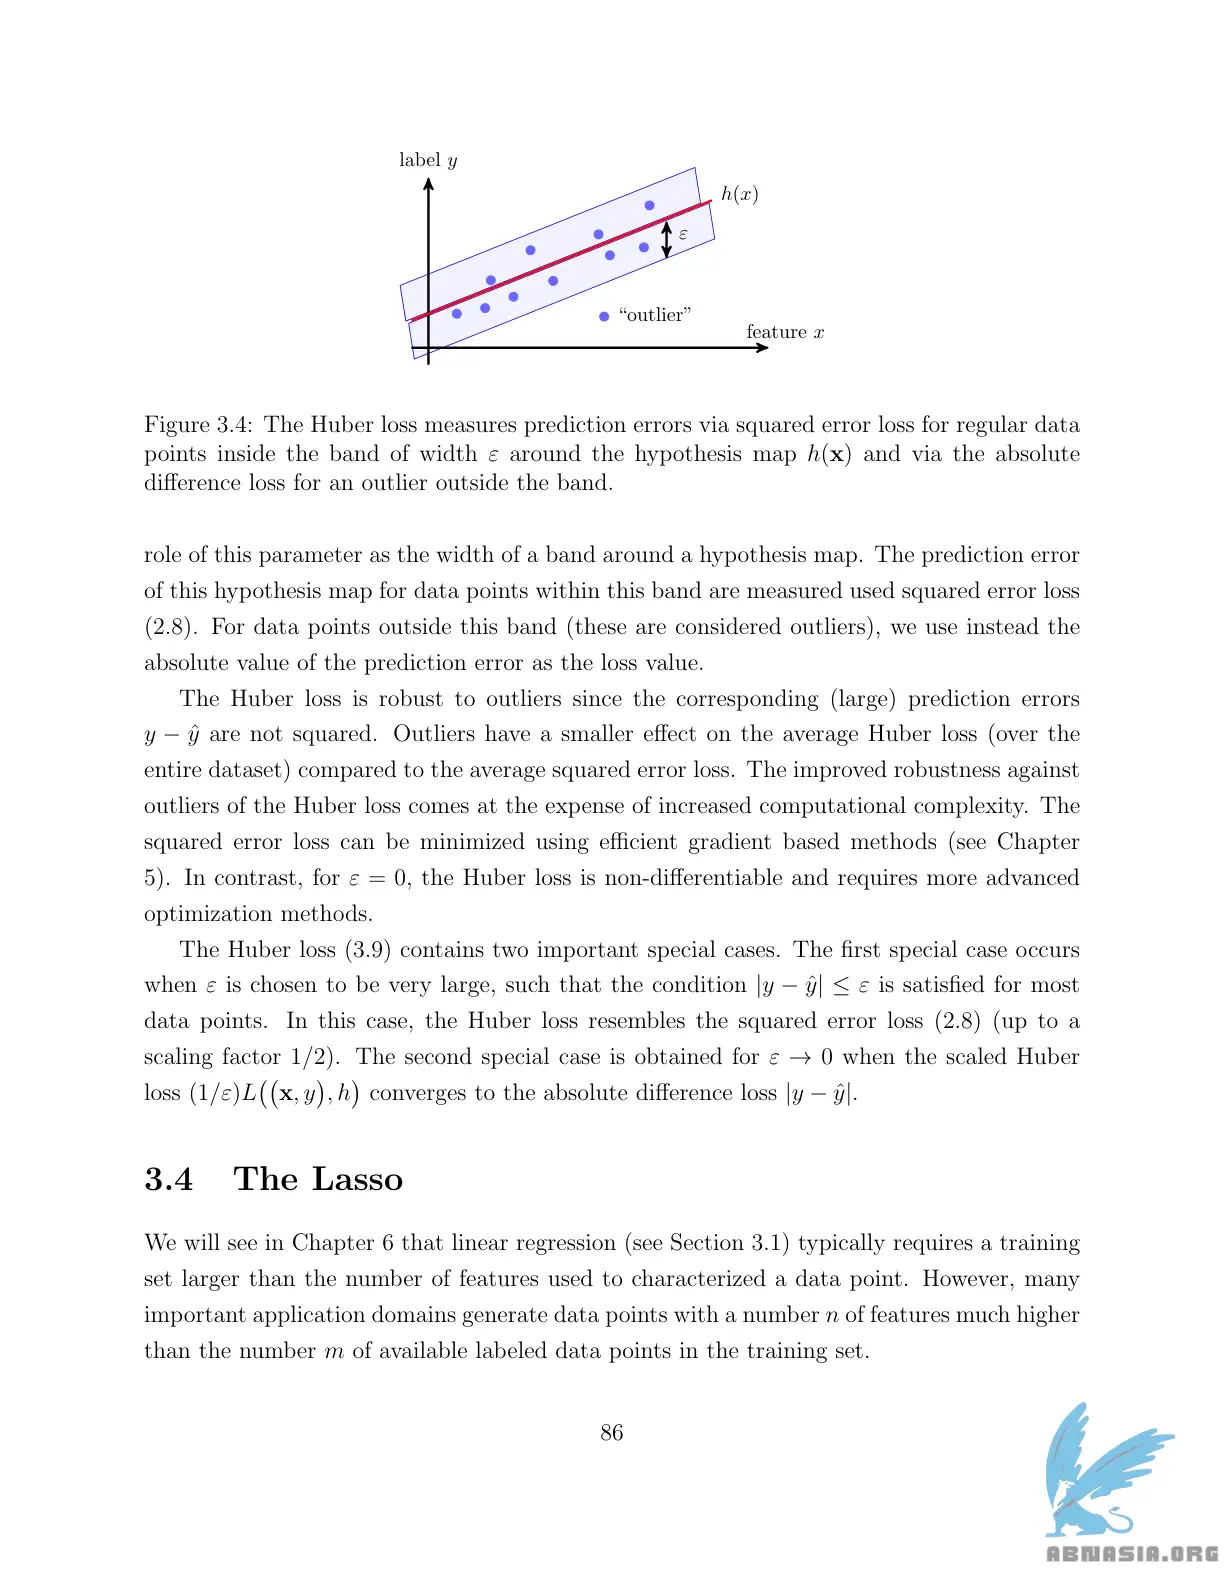 label y
h(x)
ε
“outlier”
feature x
Figure 3.4: The Huber loss measures prediction errors via squared error loss for regular data
points inside the band of width ε around the hypothesis map h(𝐱) and via the absolute
difference loss for an outlier outside the band.
role of this parameter as the width of a band around a hypothesis map. The prediction error
of this hypothesis map for data points within this band are measured used squared error loss
(2.8). For data points outside this band (these are considered outliers), we use instead the
absolute value of the prediction error as the loss value.
The Huber loss is robust to outliers since the corresponding (large) prediction errors
y − ŷ are not squared. Outliers have a smaller effect on the average Huber loss (over the
entire dataset) compared to the average squared error loss. The improved robustness against
outliers of the Huber loss comes at the expense of increased computational complexity. The
squared error loss can be minimized using efficient gradient based methods (see Chapter
5). In contrast, for ε = 0, the Huber loss is non-differentiable and requires more advanced
optimization methods.
The Huber loss (3.9) contains two important special cases. The first special case occurs
when ε is chosen to be very large, such that the condition |y − ŷ| ≤ ε is satisfied for most
data points. In this case, the Huber loss resembles the squared error loss (2.8) (up to a
scaling factor 1/2). The second special case is obtained for ε → 0 when the scaled Huber
loss (1/ε)L((𝐱, y), h) converges to the absolute difference loss |y − ŷ|.
3.4 The Lasso
We will see in Chapter 6 that linear regression (see Section 3.1) typically requires a training
set larger than the number of features used to characterized a data point. However, many
important application domains generate data points with a number n of features much higher
than the number m of available labeled data points in the training set.
86
ABNASIA.ORG